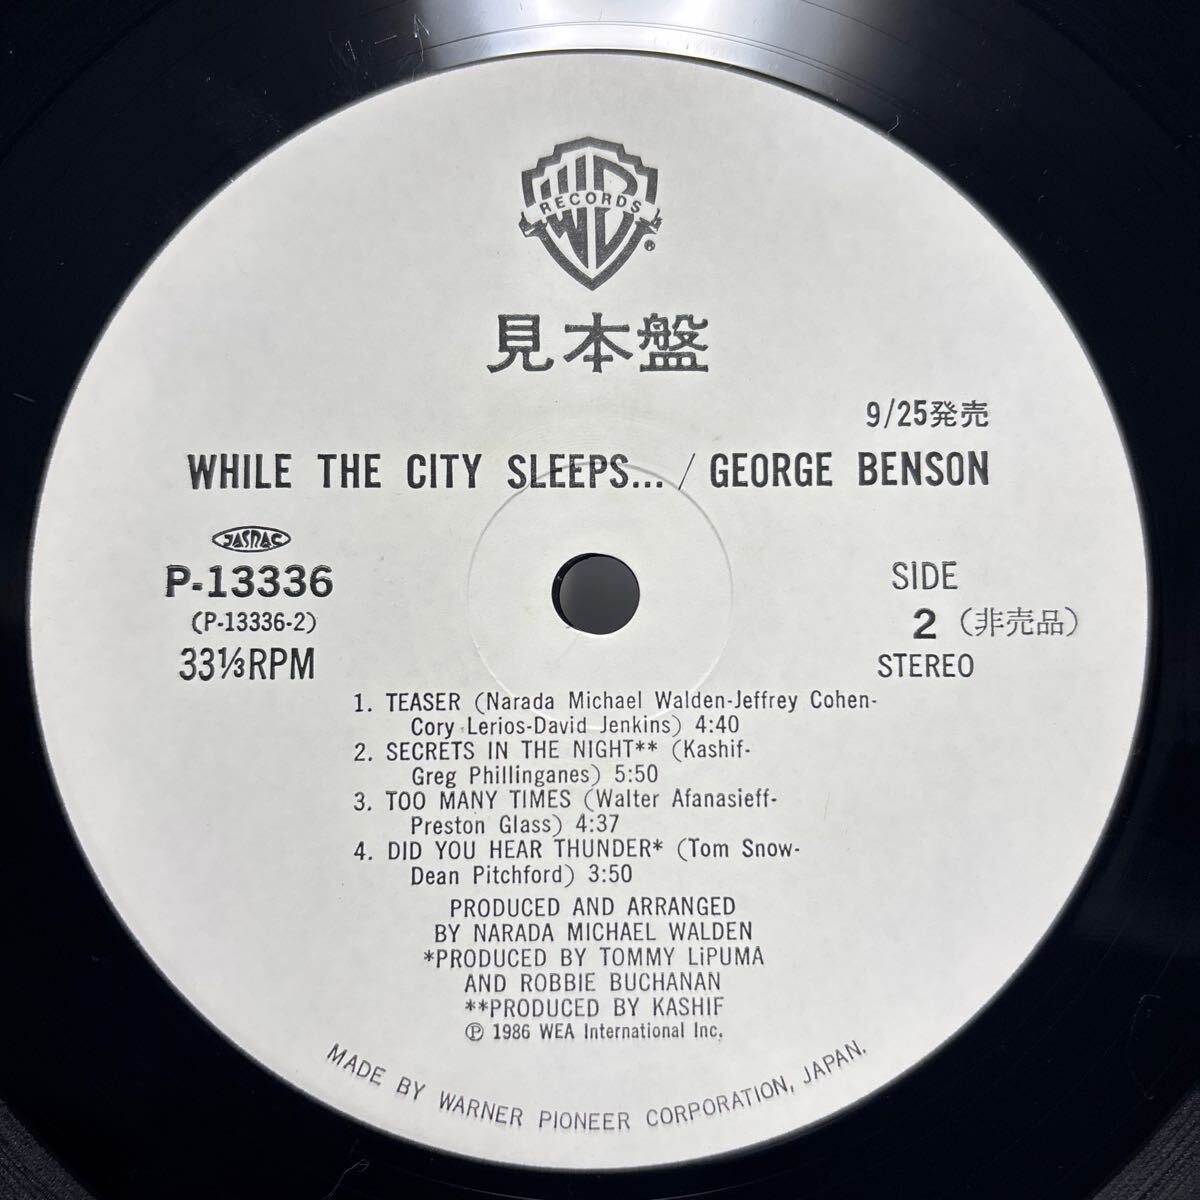 WB
RECORDS
®
見本盤
9/25発売
WHILE THE CITY SLEEPS... / GEORGE BENSON
JASRAC
P-13336
(P-13336-2)
33⅓RPM
SIDE
2 (非売品)
STEREO
1. TEASER (Narada Michael Walden-Jeffrey Cohen-
Cory Lerios-David Jenkins) 4:40
2. SECRETS IN THE NIGHT** (Kashif-
Greg Phillinganes) 5:50
3. TOO MANY TIMES (Walter Afanasieff-
Preston Glass) 4:37
4. DID YOU HEAR THUNDER* (Tom Snow-
Dean Pitchford) 3:50
PRODUCED AND ARRANGED
BY NARADA MICHAEL WALDEN
*PRODUCED BY TOMMY LiPUMA
AND ROBBIE BUCHANAN
**PRODUCED BY KASHIF
℗ 1986 WEA International Inc.
MADE BY WARNER PIONEER CORPORATION, JAPAN.